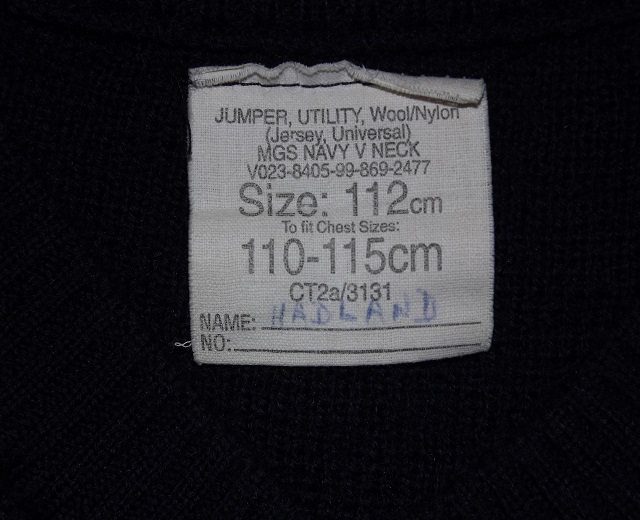 JUMPER, UTILITY, Wool/Nylon
(Jersey, Universal)
MGS NAVY V NECK
V023-8405-99-869-2477
Size: 112cm
To fit Chest Sizes:
110-115cm
CT2a/3131
NAME: HADLAND
NO: